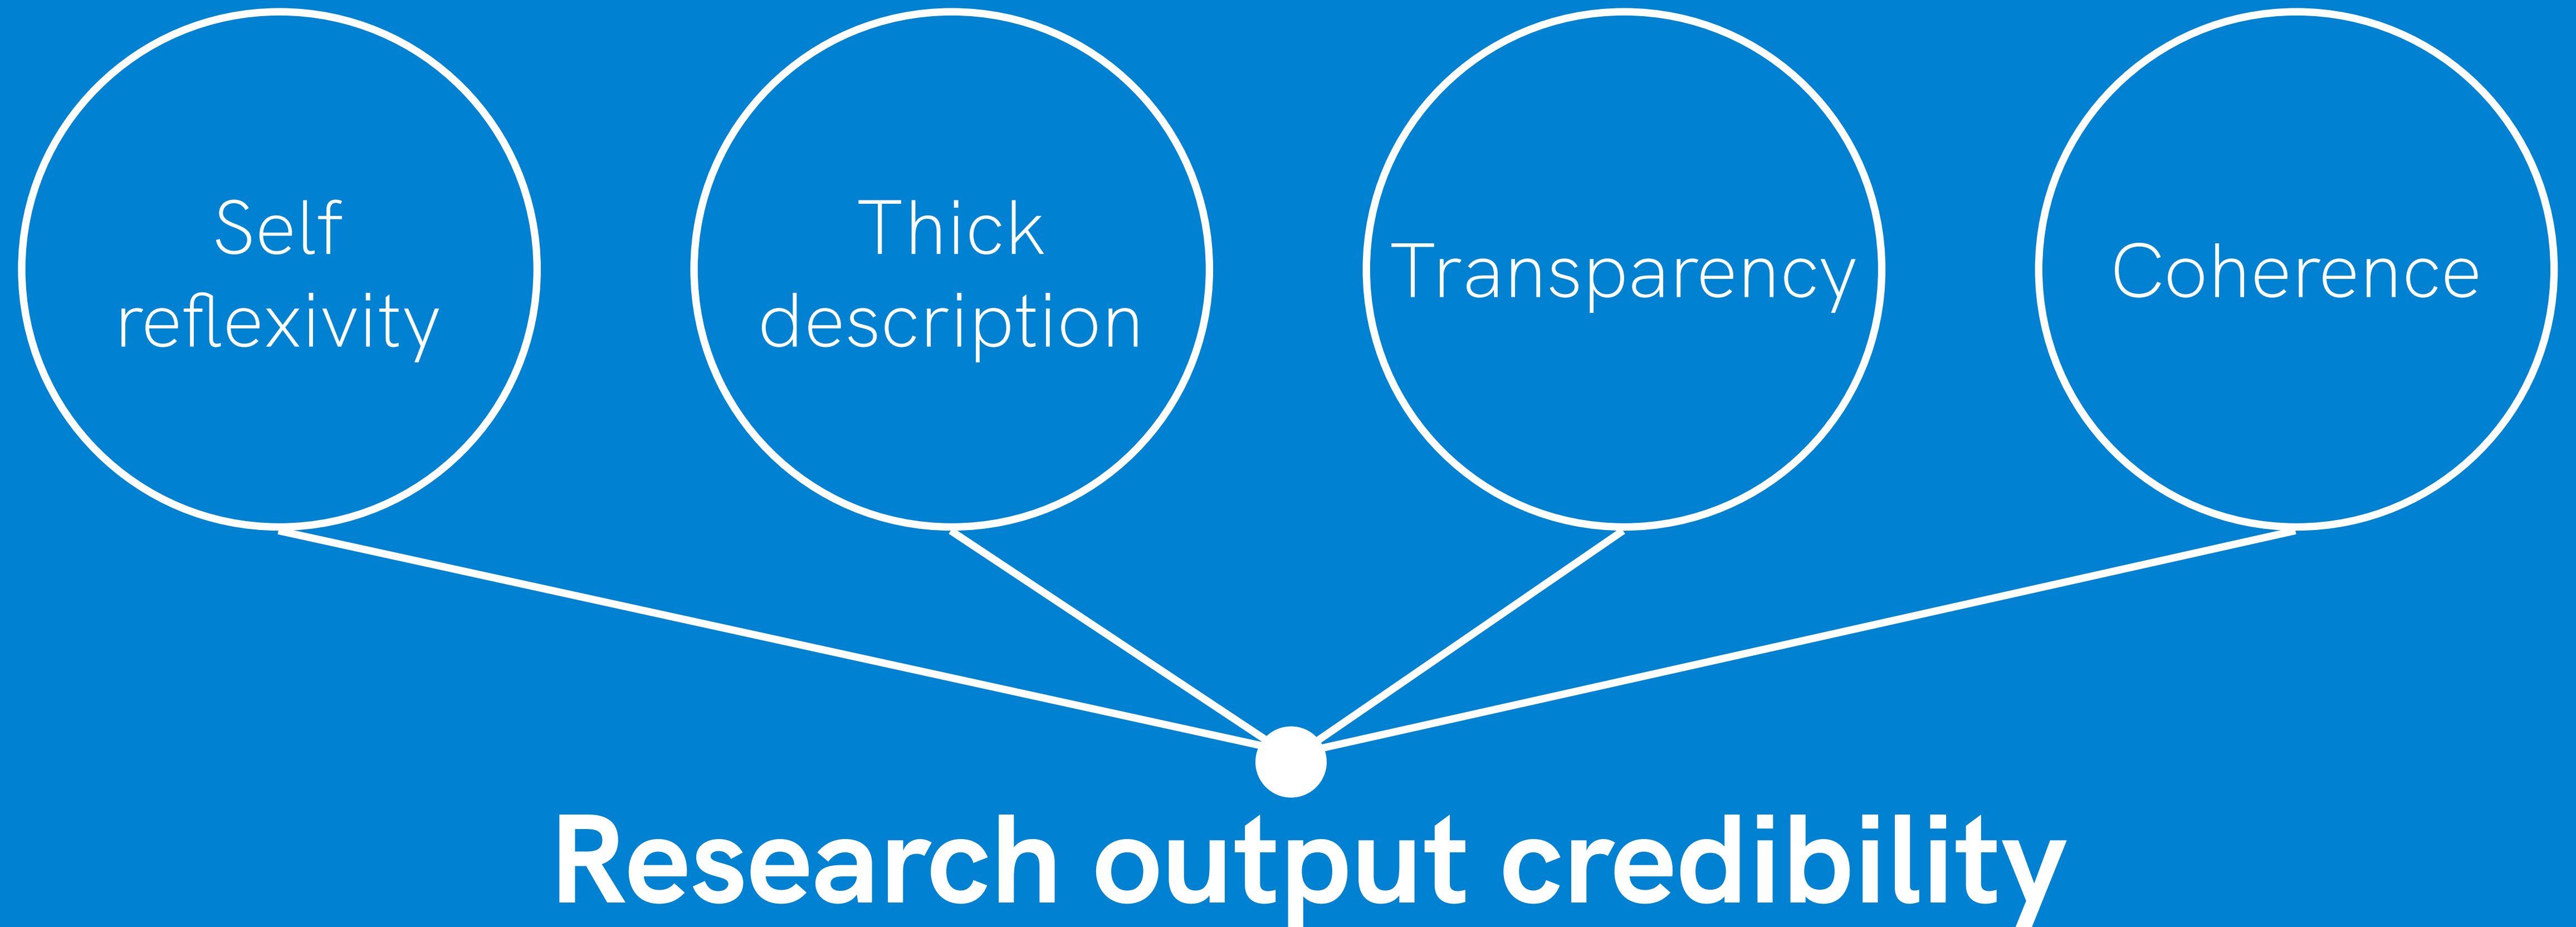 Self
reflexivity
Thick
description
Transparency
Coherence
Research output credibility